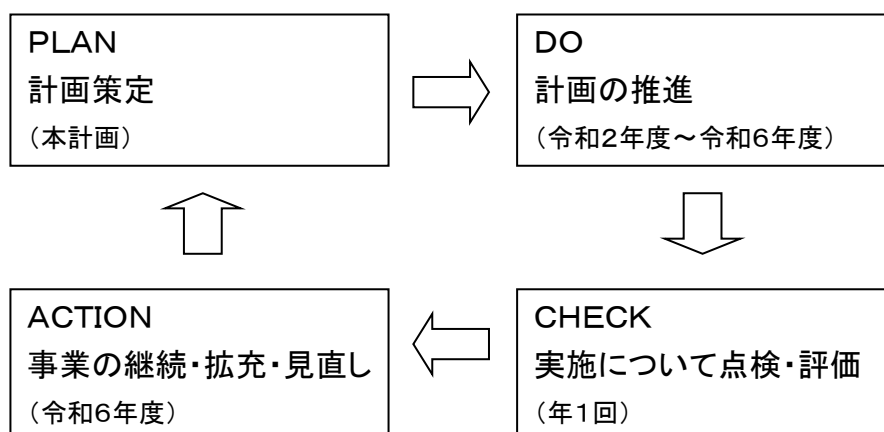 PLAN
計画策定
（本計画）
DO
計画の推進
（令和２年度～令和６年度）
CHECK
実施について点検・評価
（年１回）
ACTION
事業の継続・拡充・見直し
（令和６年度）